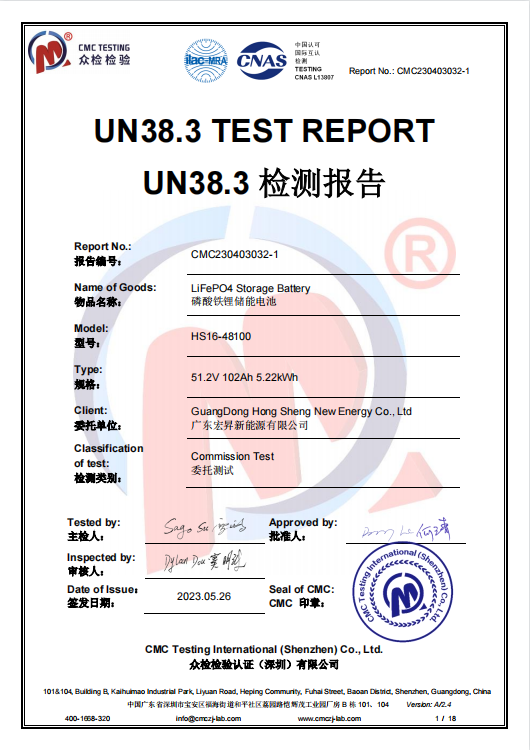 CMC TESTING
众检检验
ilac-MRA
CNAS
中国认可
国际互认
检测
TESTING
CNAS L13807
Report No.: CMC230403032-1
UN38.3 TEST REPORT
UN38.3 检测报告
Report No.:
报告编号:
CMC230403032-1
Name of Goods:
物品名称:
LiFePO4 Storage Battery
磷酸铁锂储能电池
Model:
型号:
HS16-48100
Type:
规格:
51.2V 102Ah 5.22kWh
Client:
委托单位:
GuangDong Hong Sheng New Energy Co., Ltd
广东宏昇新能源有限公司
Classification
of test:
检测类别:
Commission Test
委托测试
Tested by:
主检人:
Approved by:
批准人:
Inspected by:
审核人:
Dylan Dou
Date of Issue:
签发日期:
2023.05.26
Seal of CMC:
CMC 印章:
CMC Testing International (Shenzhen) Co., Ltd.
CMC Testing International (Shenzhen) Co., Ltd.
众检检验认证（深圳）有限公司
101&104, Building B, Kaihuimao Industrial Park, Liyuan Road, Heping Community, Fuhai Street, Baoan District, Shenzhen, Guangdong, China
中国广东省深圳市宝安区福海街道和平社区荔园路恺辉茂工业园厂房 B 栋 101、104
Version: A/2.4
400-1668-320
info@cmczj-lab.com
www.cmczj-lab.com
1 / 18